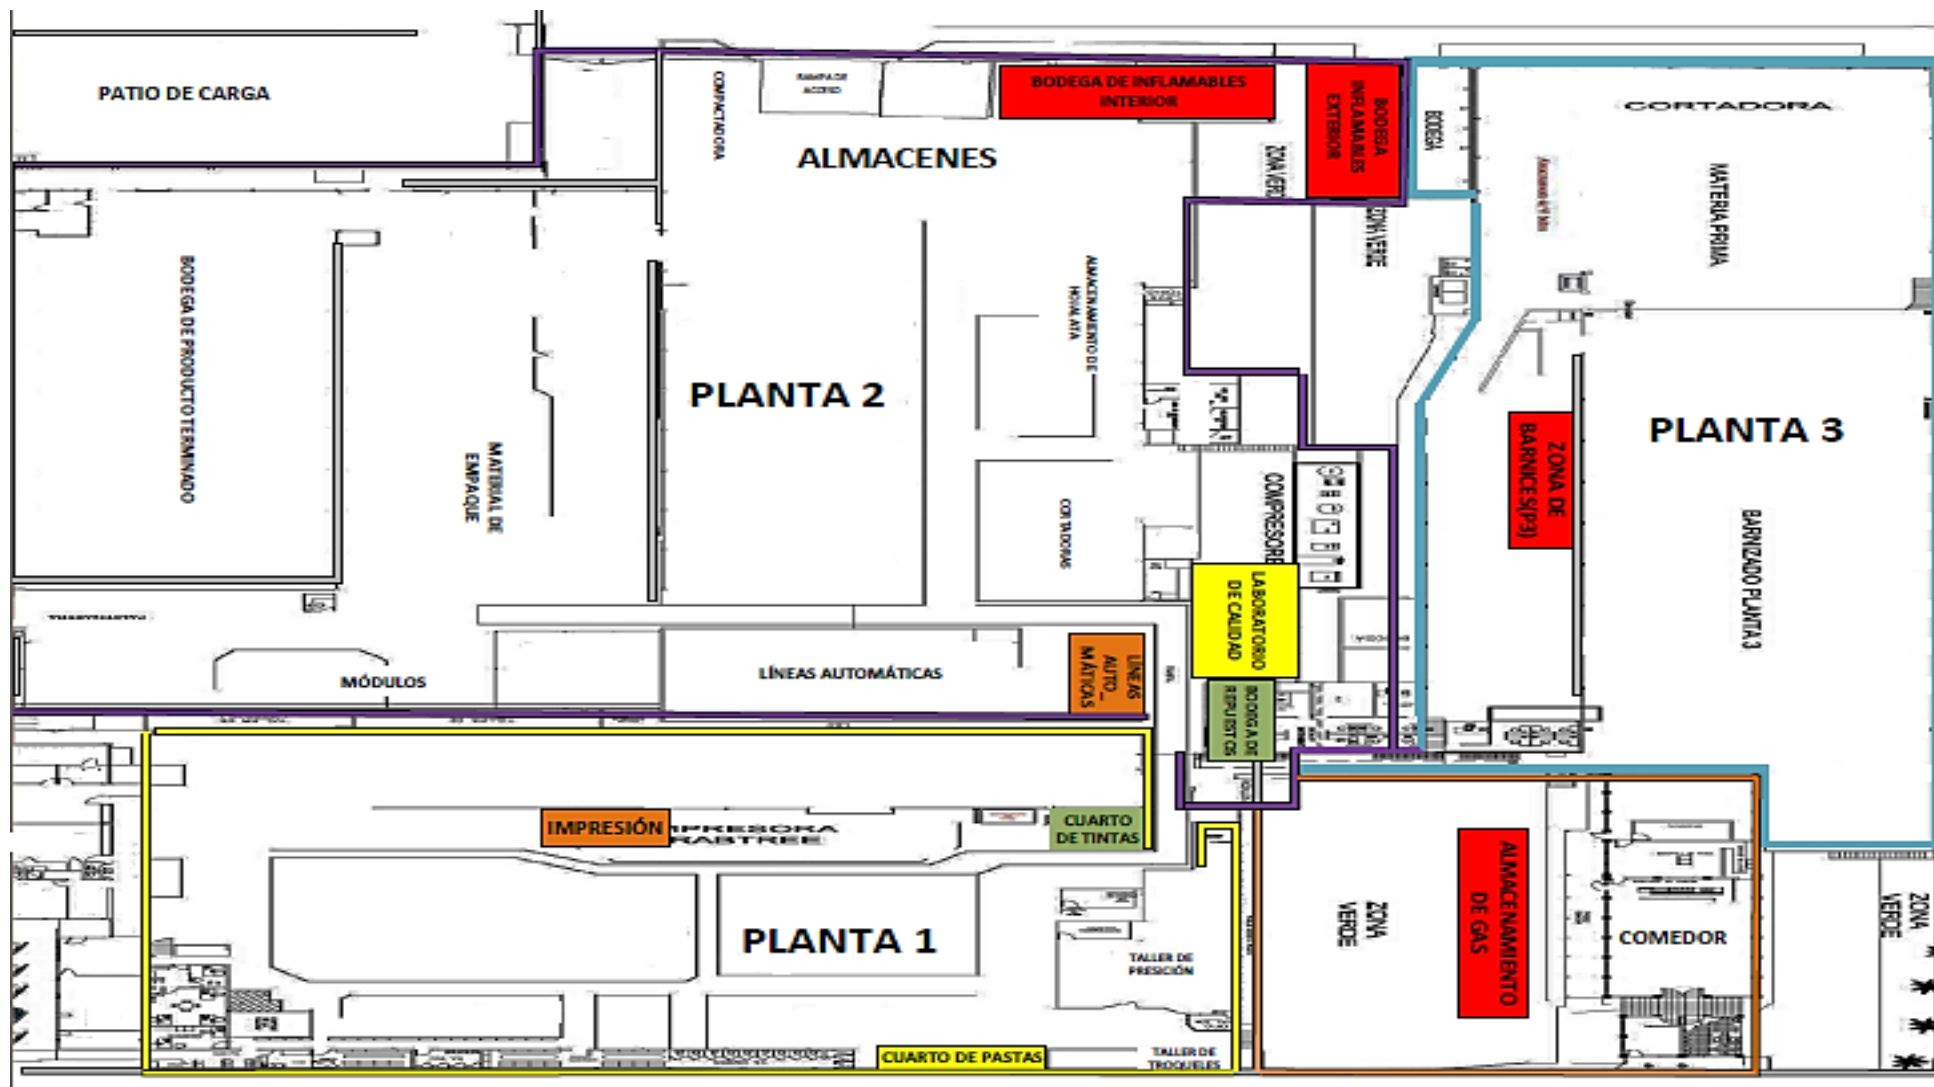 PATIO DE CARGA
COMPACTADORA
RAMPA DE
ACCESO
BODEGA DE INFLAMABLES
INTERIOR
BODEGA
INFLAMABLES
EXTERIOR
BODEGA
CORTADORA
ALMACENES
ZONA VERD
ZONA VERDE
MATERIA PRIMA
BODEGA DE PRODUCTO TERMINADO
MATERIAL DE
EMPAQUE
PLANTA 2
ALMACENAMIENTO DE
HOJALATA
CORTADORAS
COMPRESORE
ZONA DE
BARNICES(P3)
PLANTA 3
BARNIZADO PLANTA 3
LABORATORIO
DE CALIDAD
MÓDULOS
LÍNEAS AUTOMÁTICAS
LÍNEAS
AUTO_
MÁTICAS
BODEGA DE
REPUESTOS
IMPRESIÓN
MPRESORA
RABTREE
CUARTO
DE TINTAS
PLANTA 1
TALLER DE
PRESICIÓN
ZONA
VERDE
ALMACENAMIENTO
DE GAS
COMEDOR
ZONA
VERDE
CUARTO DE PASTAS
TALLER DE
TROQUELES